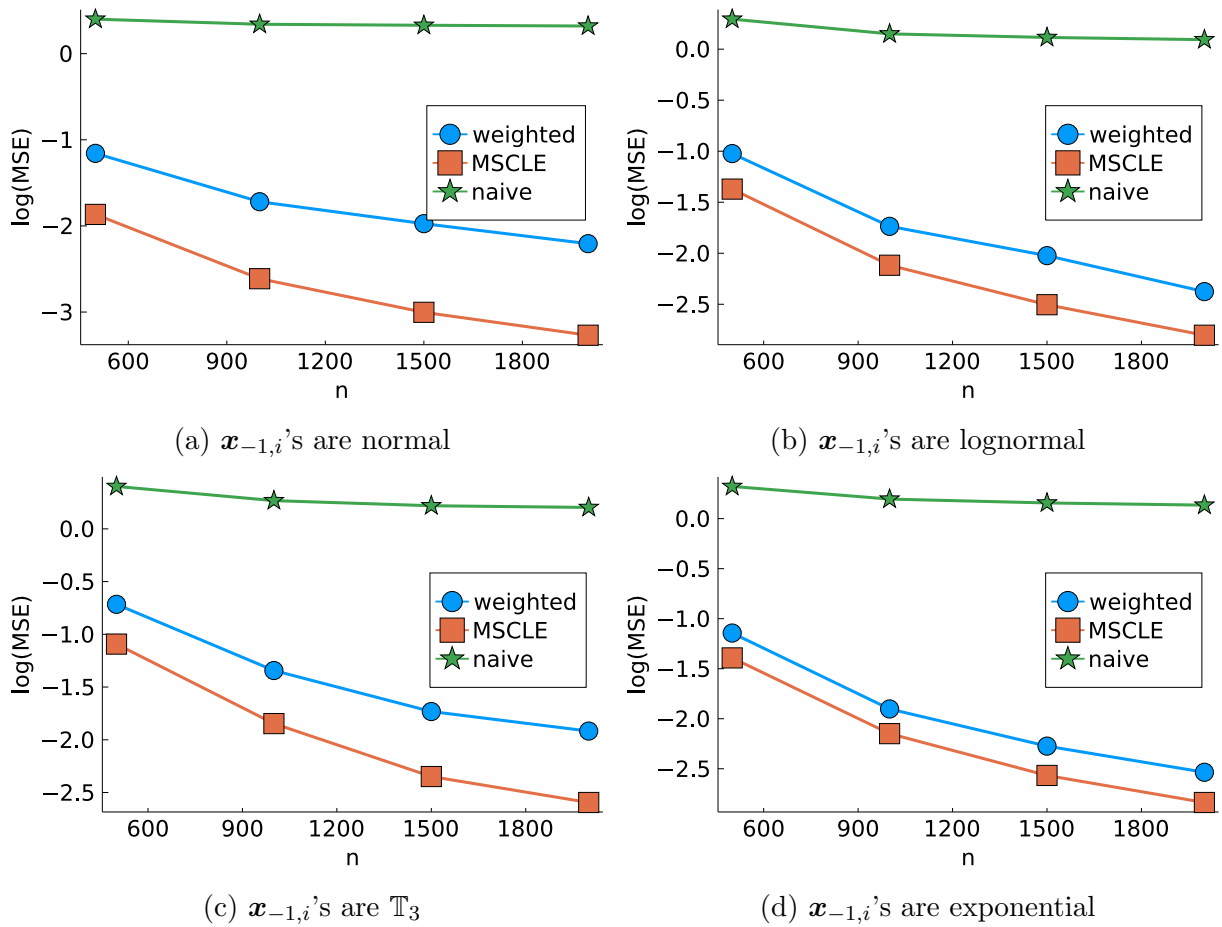 0
−1
−2
−3
log(MSE)
600 900 1200 1500 1800
n
weighted
MSCLE
naive
(a) 𝒙₋₁,ᵢ's are normal
0.0
−0.5
−1.0
−1.5
−2.0
−2.5
log(MSE)
600 900 1200 1500 1800
n
weighted
MSCLE
naive
(b) 𝒙₋₁,ᵢ's are lognormal
0.0
−0.5
−1.0
−1.5
−2.0
−2.5
log(MSE)
600 900 1200 1500 1800
n
weighted
MSCLE
naive
(c) 𝒙₋₁,ᵢ's are 𝕋₃
0.0
−0.5
−1.0
−1.5
−2.0
−2.5
log(MSE)
600 900 1200 1500 1800
n
weighted
MSCLE
naive
(d) 𝒙₋₁,ᵢ's are exponential